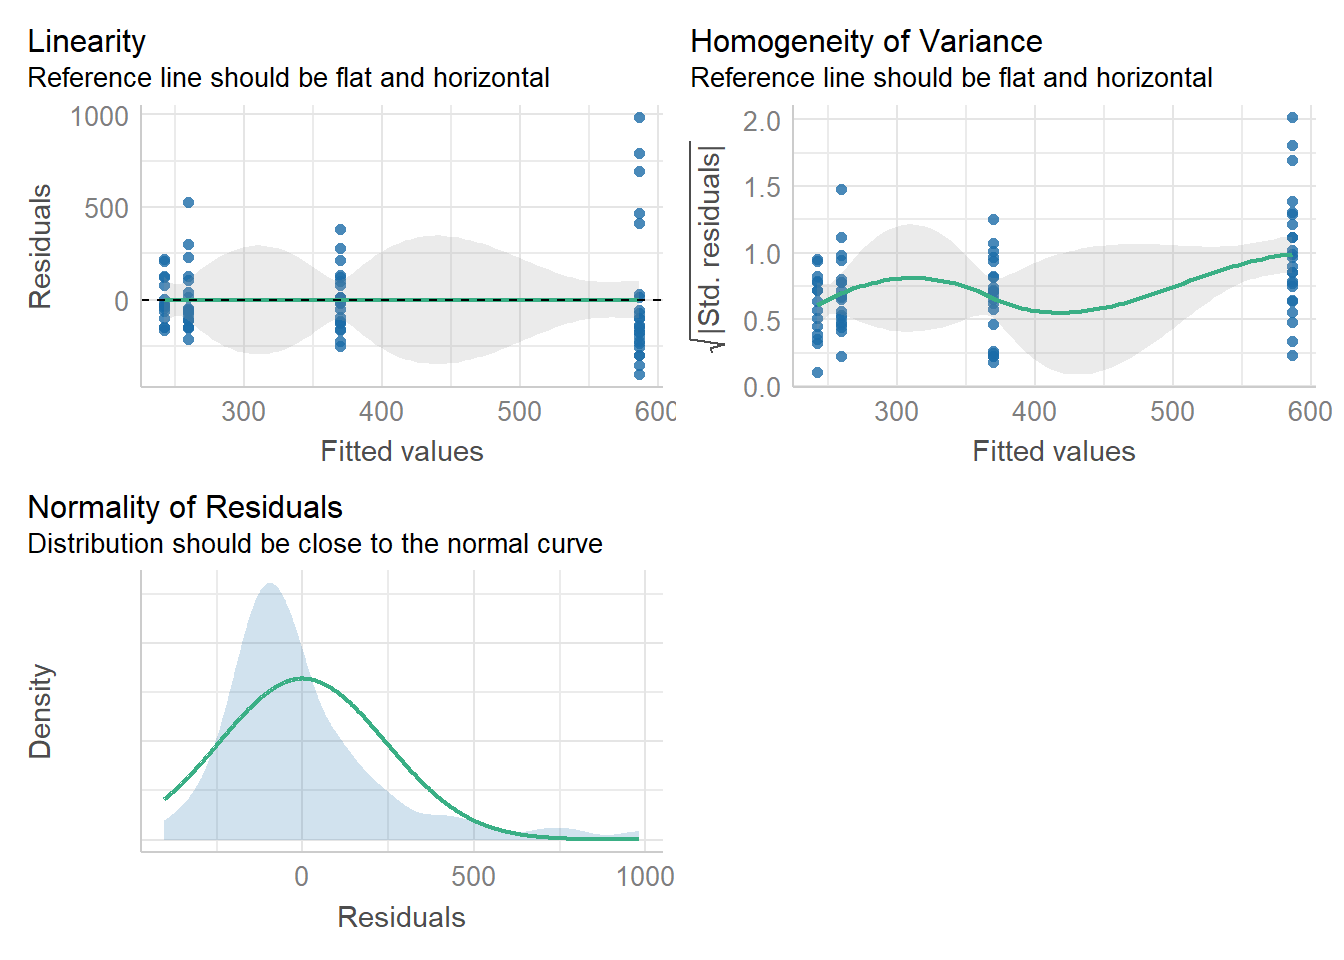 Linearity
Reference line should be flat and horizontal
1000
500
0
Residuals
300 400 500 600
Fitted values
Homogeneity of Variance
Reference line should be flat and horizontal
2.0
1.5
1.0
0.5
0.0
√|Std. residuals|
300 400 500 600
Fitted values
Normality of Residuals
Distribution should be close to the normal curve
Density
0 500 1000
Residuals